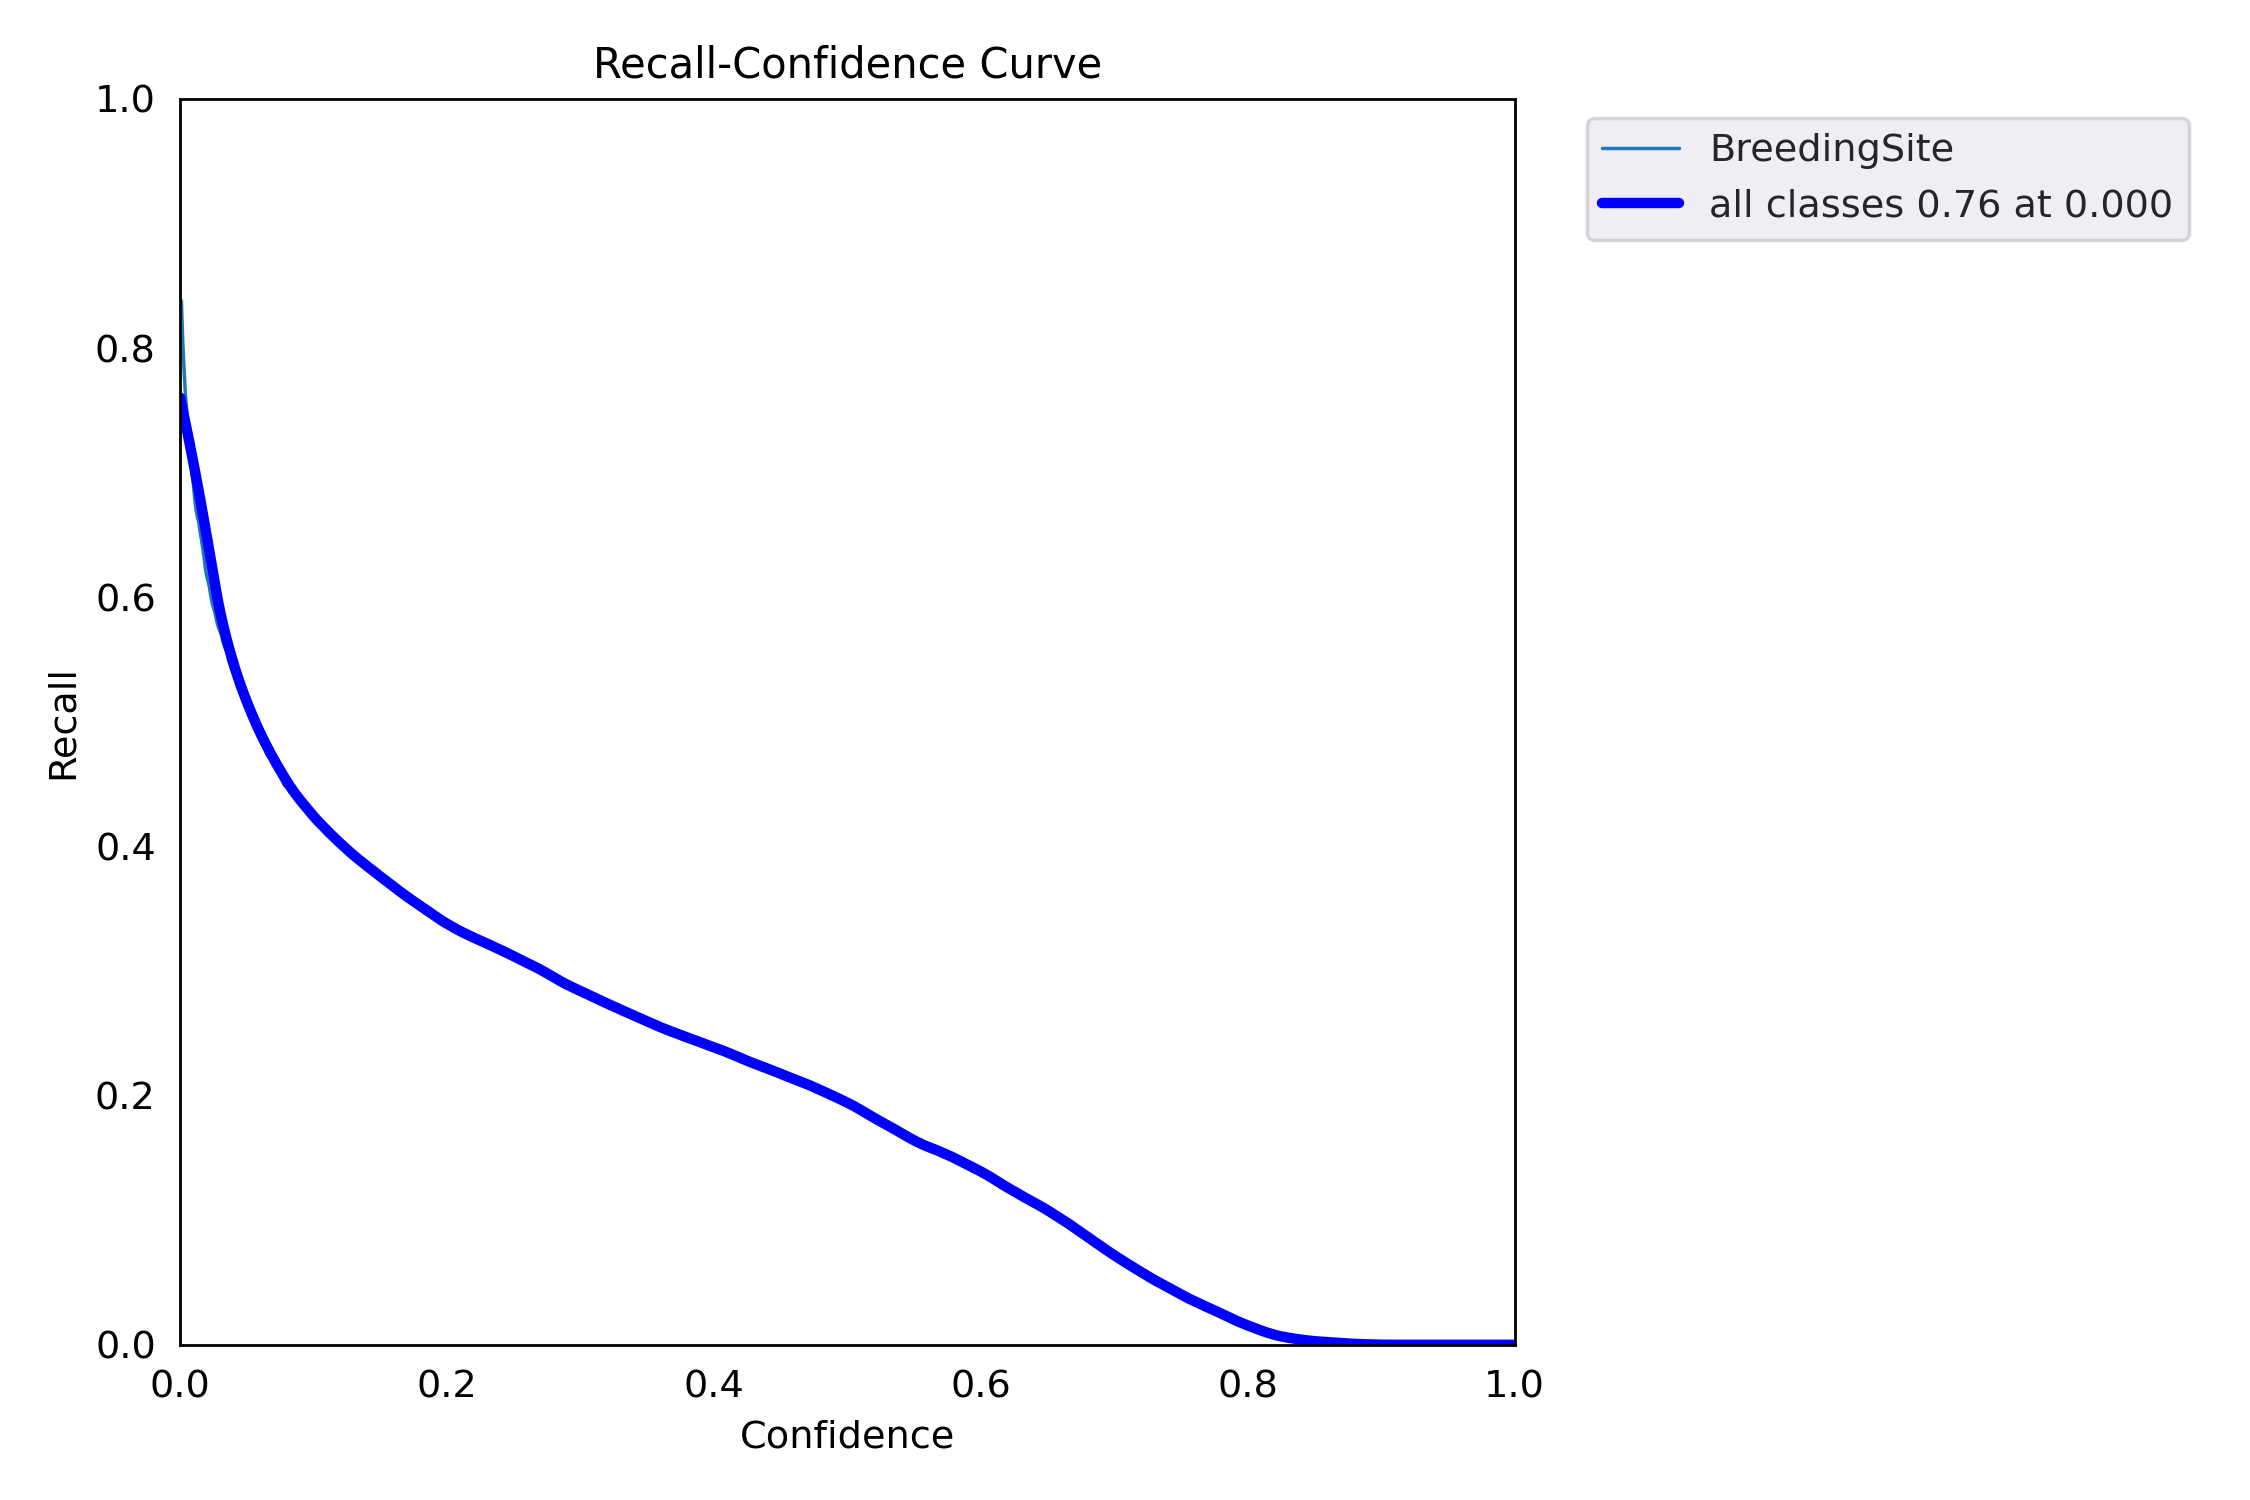 Recall-Confidence Curve
BreedingSite
all classes 0.76 at 0.000
Recall
1.0
0.8
0.6
0.4
0.2
0.0
0.0 0.2 0.4 0.6 0.8 1.0
Confidence